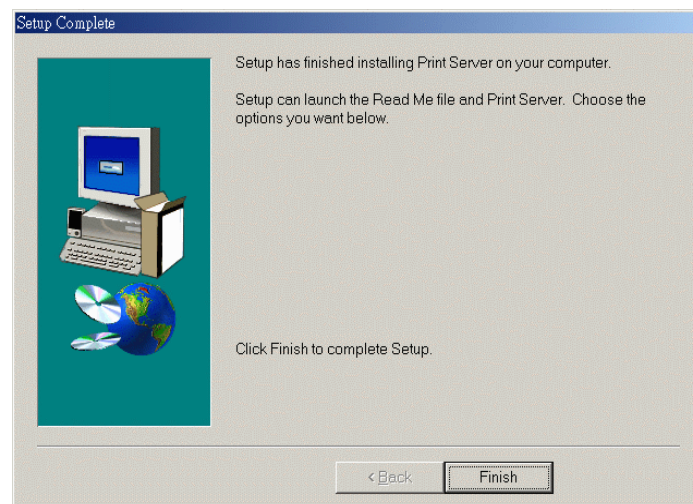 Setup Complete
Setup has finished installing Print Server on your computer.
Setup can launch the Read Me file and Print Server. Choose the
options you want below.
Click Finish to complete Setup.
< Back
Finish